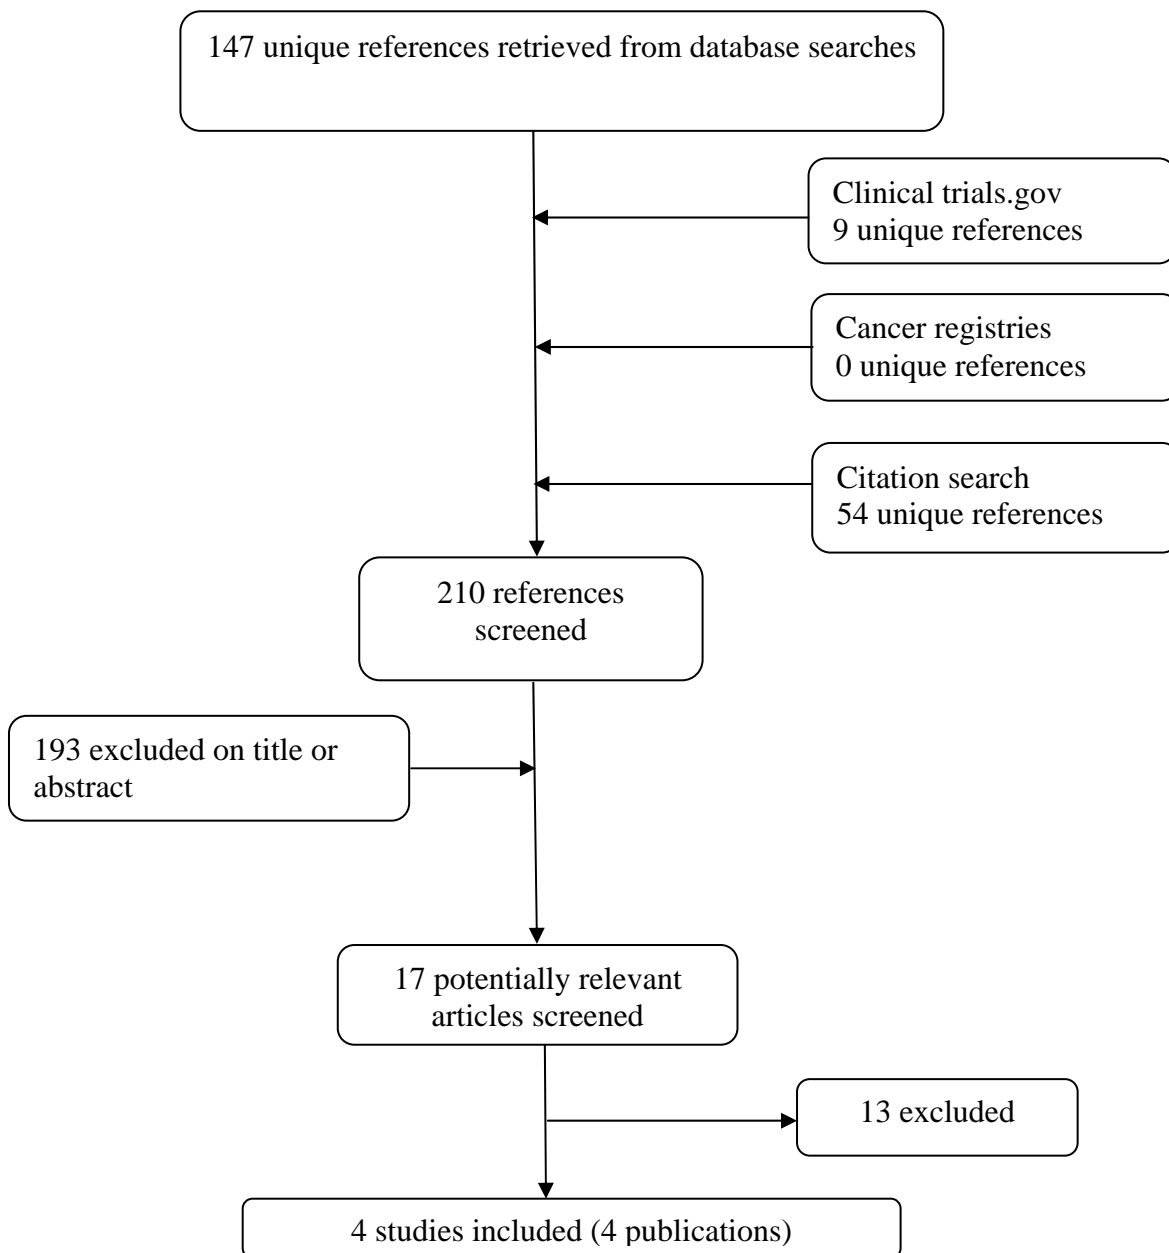 147 unique references retrieved from database searches
Clinical trials.gov
9 unique references
Cancer registries
0 unique references
Citation search
54 unique references
210 references
screened
193 excluded on title or
abstract
17 potentially relevant
articles screened
13 excluded
4 studies included (4 publications)